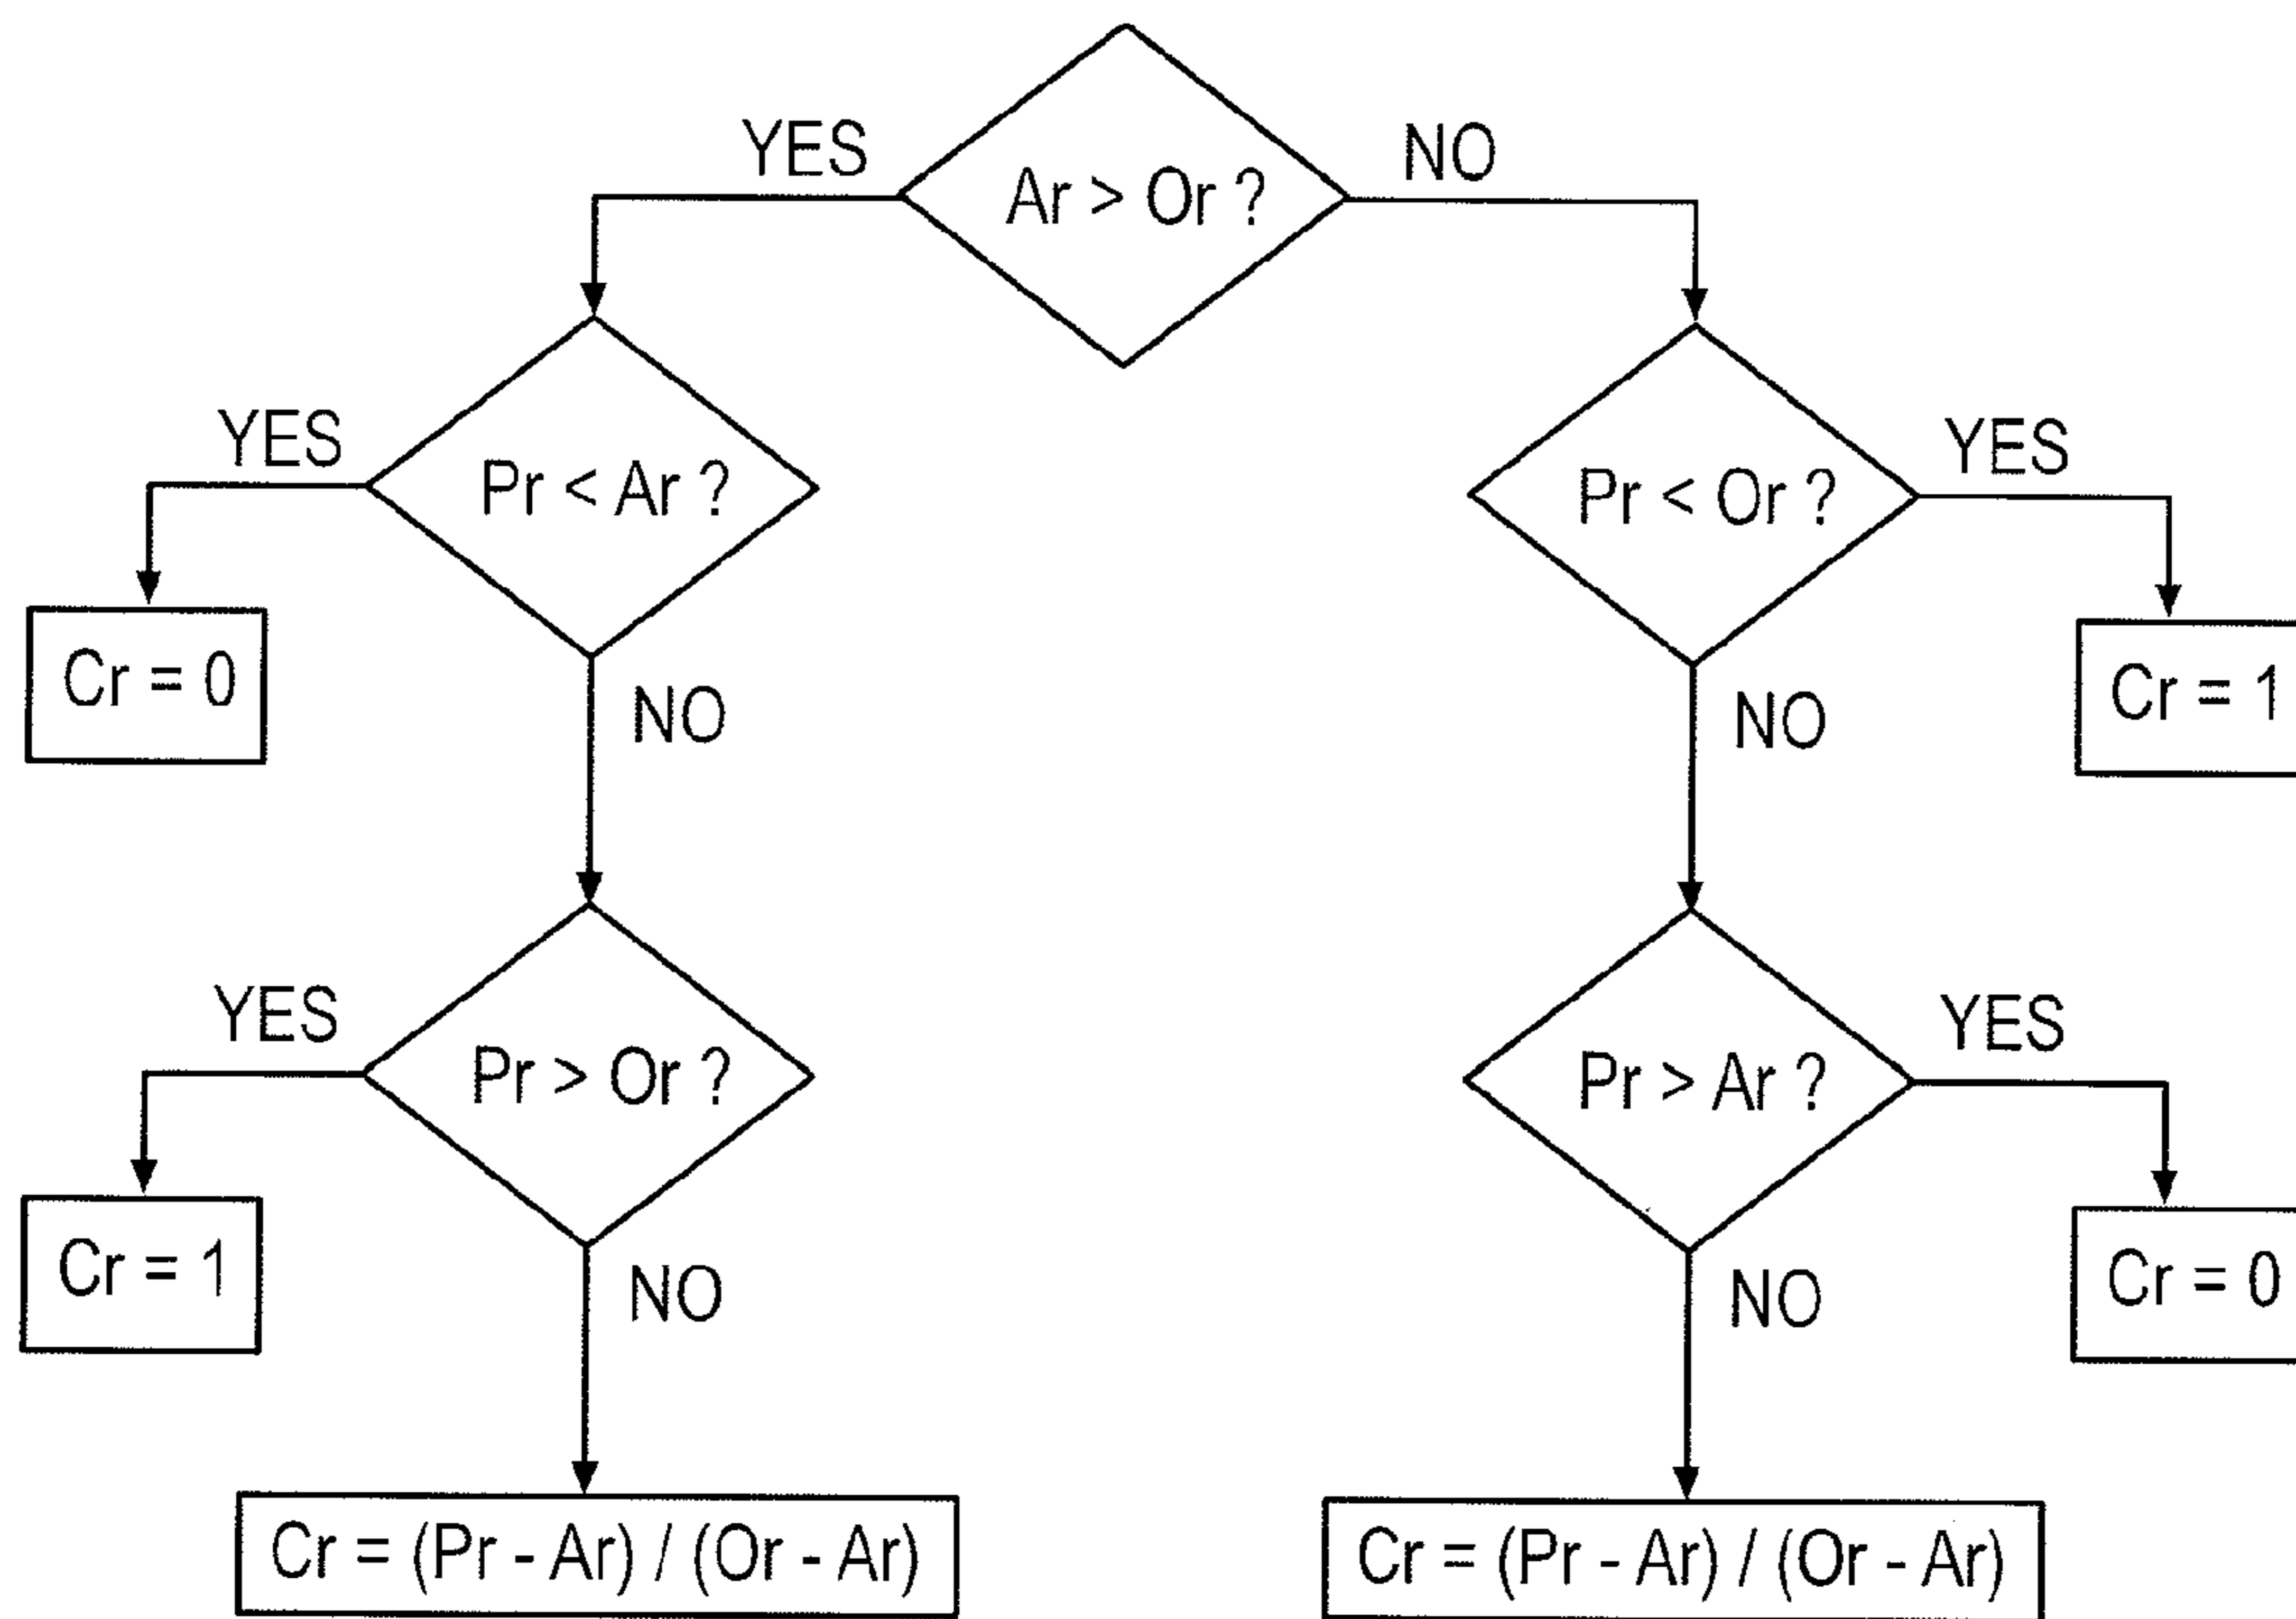 YES
NO
Ar > Or ?
YES
Pr < Ar ?
Pr < Or ?
YES
Cr = 0
NO
NO
Cr = 1
YES
Pr > Or ?
Pr > Ar ?
YES
Cr = 1
NO
NO
Cr = 0
Cr = (Pr - Ar) / (Or - Ar)
Cr = (Pr - Ar) / (Or - Ar)